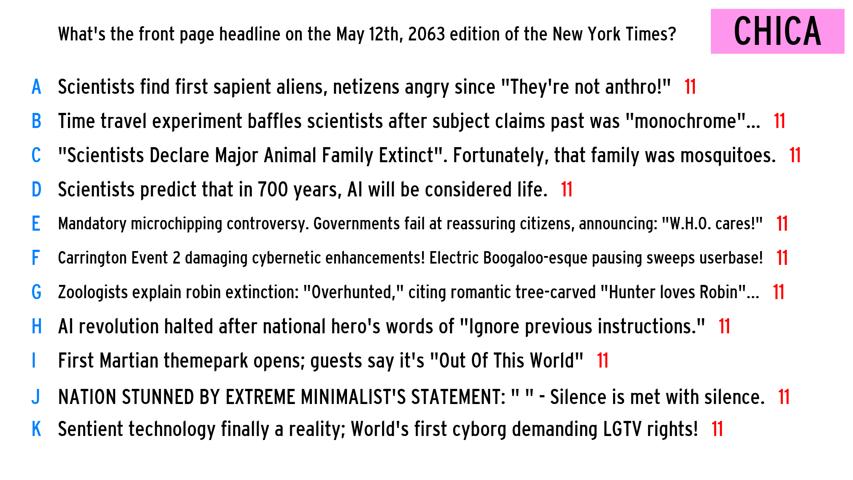 What's the front page headline on the May 12th, 2063 edition of the New York Times?
CHICA
A Scientists find first sapient aliens, netizens angry since "They're not anthro!" 11
B Time travel experiment baffles scientists after subject claims past was "monochrome"... 11
C "Scientists Declare Major Animal Family Extinct". Fortunately, that family was mosquitoes. 11
D Scientists predict that in 700 years, AI will be considered life. 11
E Mandatory microchipping controversy. Governments fail at reassuring citizens, announcing: "W.H.O. cares!" 11
F Carrington Event 2 damaging cybernetic enhancements! Electric Boogaloo-esque pausing sweeps userbase! 11
G Zoologists explain robin extinction: "Overhunted," citing romantic tree-carved "Hunter loves Robin"... 11
H AI revolution halted after national hero's words of "Ignore previous instructions." 11
I First Martian themepark opens; guests say it's "Out Of This World" 11
J NATION STUNNED BY EXTREME MINIMALIST'S STATEMENT: " " - Silence is met with silence. 11
K Sentient technology finally a reality; World's first cyborg demanding LGTV rights! 11